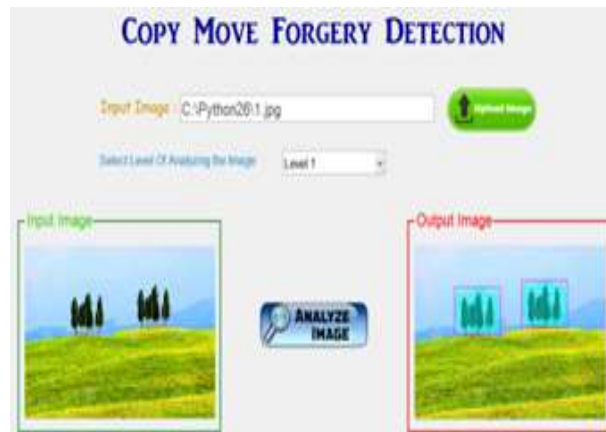 COPY MOVE FORGERY DETECTION
Input Image : C:\Python26\1.jpg
Upload Image
Select Level Of Analyzing the Image
Level 1
Input Image
Output Image
ANALYZE
IMAGE